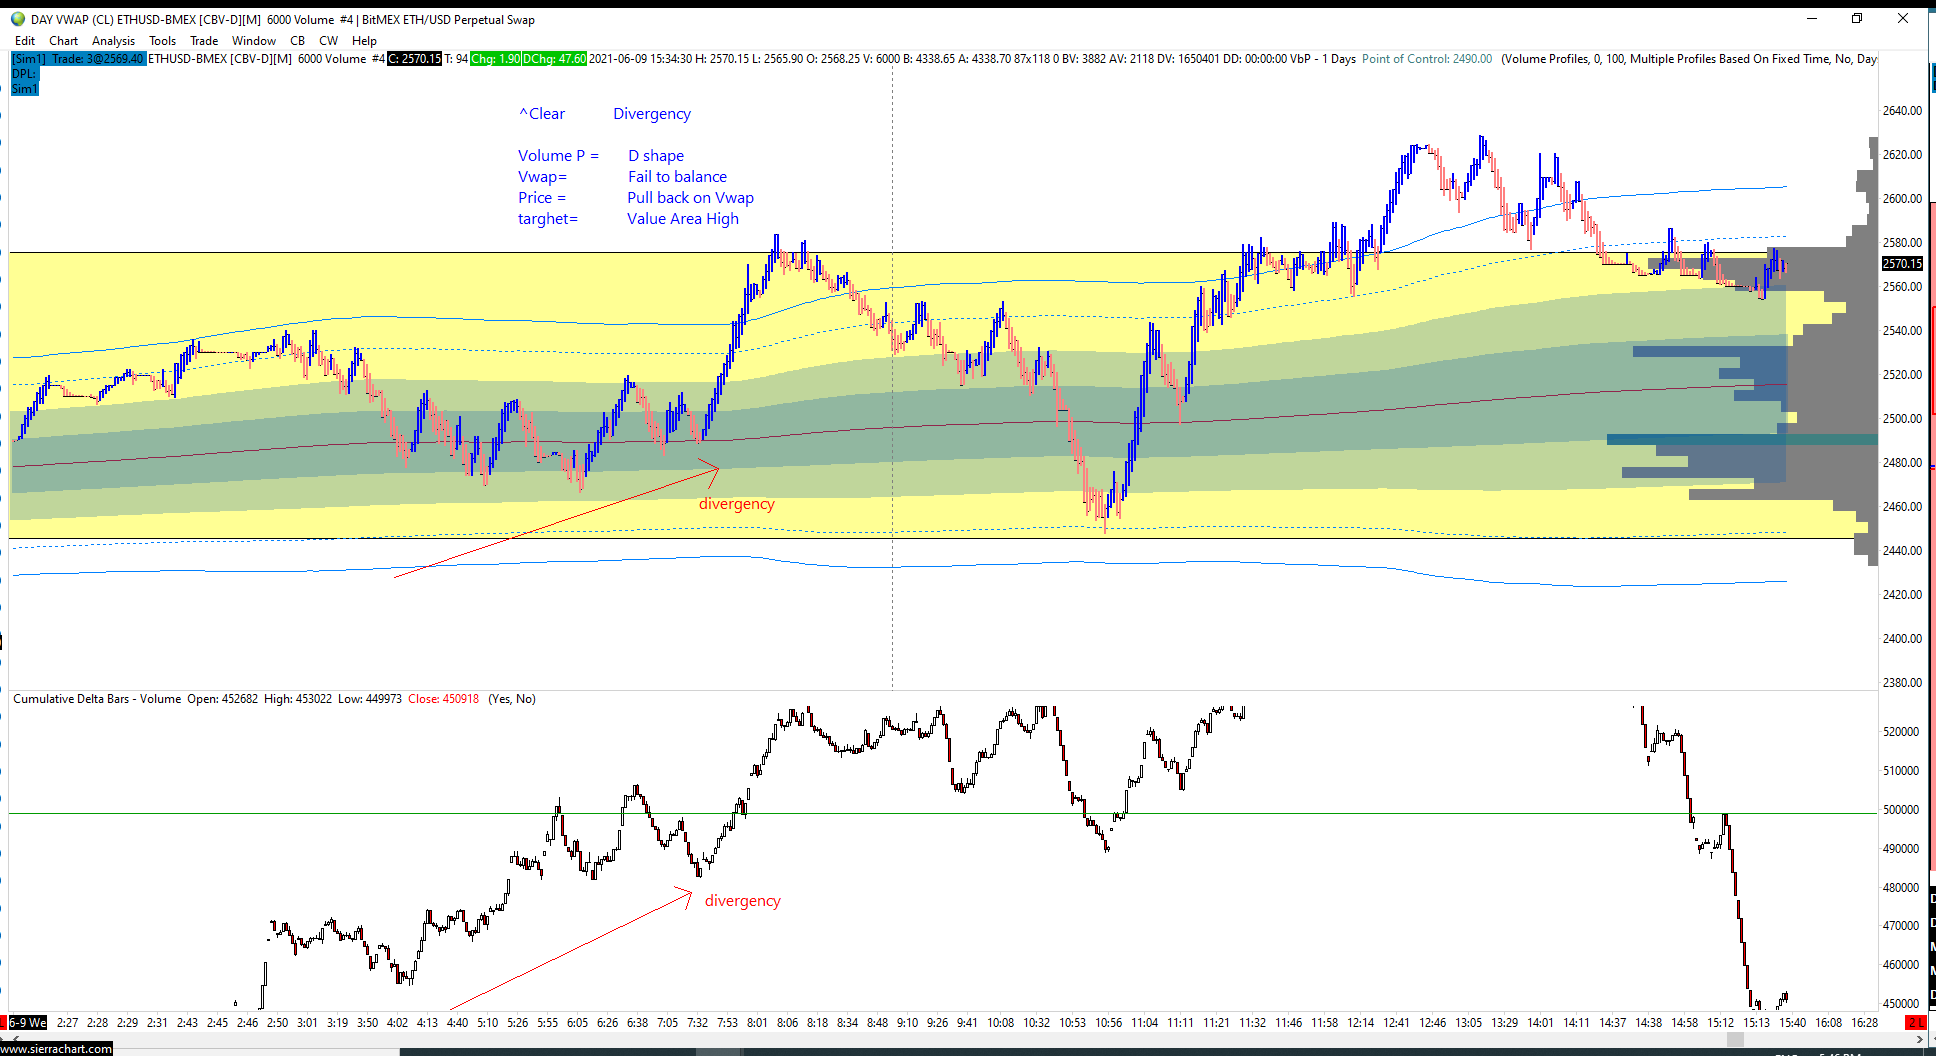 DAY VWAP (CL) ETHUSD-BMEX [CBV-D][M]  6000 Volume  #4 | BitMEX ETH/USD Perpetual Swap
Edit Chart Analysis Tools Trade Window CB CW Help
[Sim1] Trade: 3@2569.40 ETHUSD-BMEX [CBV-D][M]  6000 Volume  #4 C: 2570.15 T: 94 Chg: 1.90 DChg: 47.60 2021-06-09 15:34:30 H: 2570.15 L: 2565.90 O: 2568.25 V: 6000 B: 4338.65 A: 4338.70 87x118 0 BV: 3882 AV: 2118 DV: 1650401 DD: 00:00:00 VbP - 1 Days Point of Control: 2490.00 (Volume Profiles, 0, 100, Multiple Profiles Based On Fixed Time, No, Day
DPL:
Sim1
^Clear Divergency
Volume P = D shape
Vwap= Fail to balance
Price = Pull back on Vwap
targhet= Value Area High
2640.00
2620.00
2600.00
2580.00
2570.15
2560.00
2540.00
2520.00
2500.00
2480.00
2460.00
2440.00
2420.00
2400.00
2380.00
divergency
Cumulative Delta Bars - Volume Open: 452682 High: 453022 Low: 449973 Close: 450918 (Yes, No)
520000
510000
500000
490000
480000
470000
460000
450000
divergency
6-9 We 2:27 2:28 2:29 2:31 2:43 2:45 2:46 2:50 3:01 3:19 3:50 4:02 4:13 4:40 5:10 5:26 5:55 6:05 6:26 6:38 7:05 7:32 7:53 8:01 8:06 8:18 8:34 8:48 9:10 9:26 9:41 10:08 10:32 10:53 10:56 11:04 11:11 11:21 11:32 11:46 11:58 12:14 12:41 12:46 13:05 13:29 14:01 14:11 14:37 14:38 14:58 15:12 15:13 15:40 16:08 16:28 2 L
www.sierrachart.com